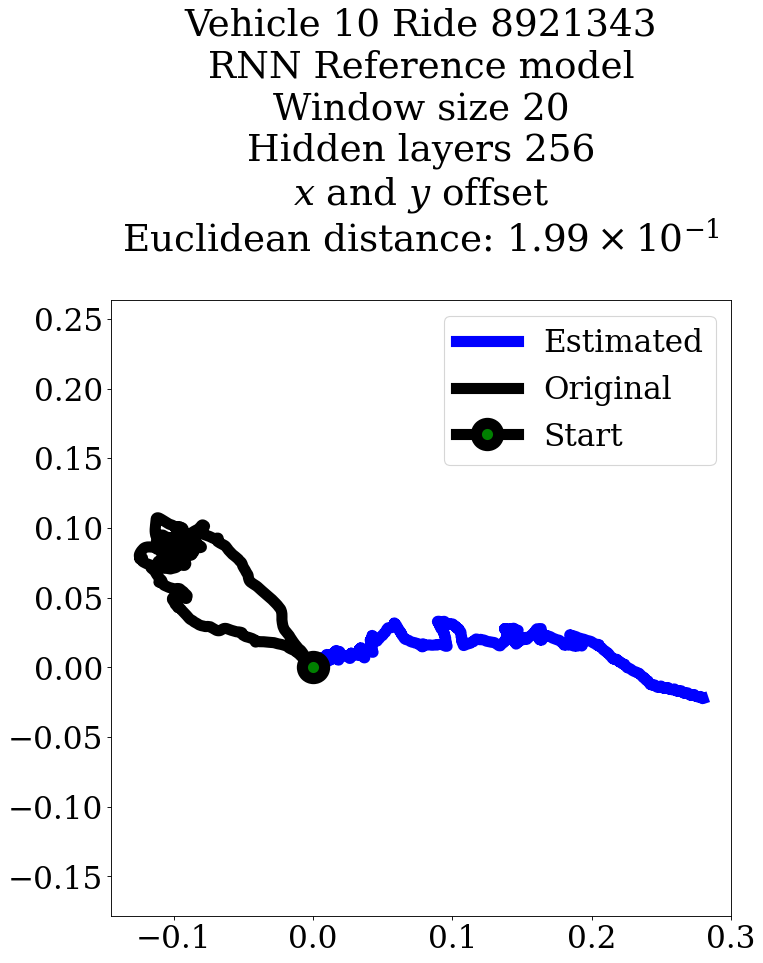 Vehicle 10 Ride 8921343
RNN Reference model
Window size 20
Hidden layers 256
x and y offset
Euclidean distance: 1.99 × 10⁻¹
Estimated
Original
Start
0.25
0.20
0.15
0.10
0.05
0.00
−0.05
−0.10
−0.15
−0.1 0.0 0.1 0.2 0.3